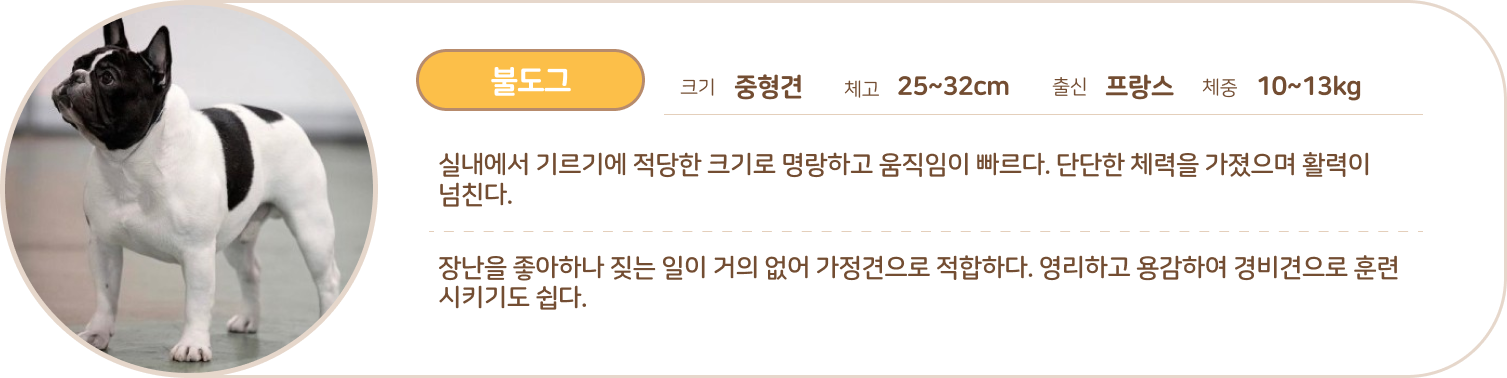 불도그
크기 중형견 체고 25~32cm 출신 프랑스 체중 10~13kg
실내에서 기르기에 적당한 크기로 명랑하고 움직임이 빠르다. 단단한 체력을 가졌으며 활력이
넘친다.
장난을 좋아하나 짖는 일이 거의 없어 가정견으로 적합하다. 영리하고 용감하여 경비견으로 훈련
시키기도 쉽다.